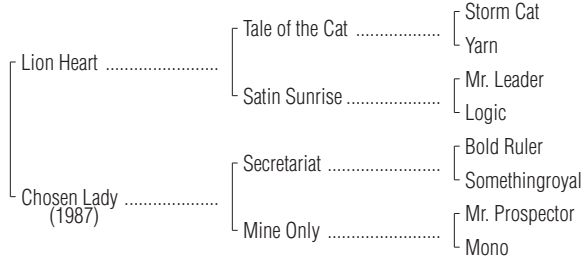 Storm Cat
Tale of the Cat ..................
Yarn
Lion Heart ........................
Mr. Leader
Satin Sunrise ....................
Logic
Bold Ruler
Secretariat ........................
Somethingroyal
Chosen Lady ....................
(1987)
Mr. Prospector
Mine Only ........................
Mono